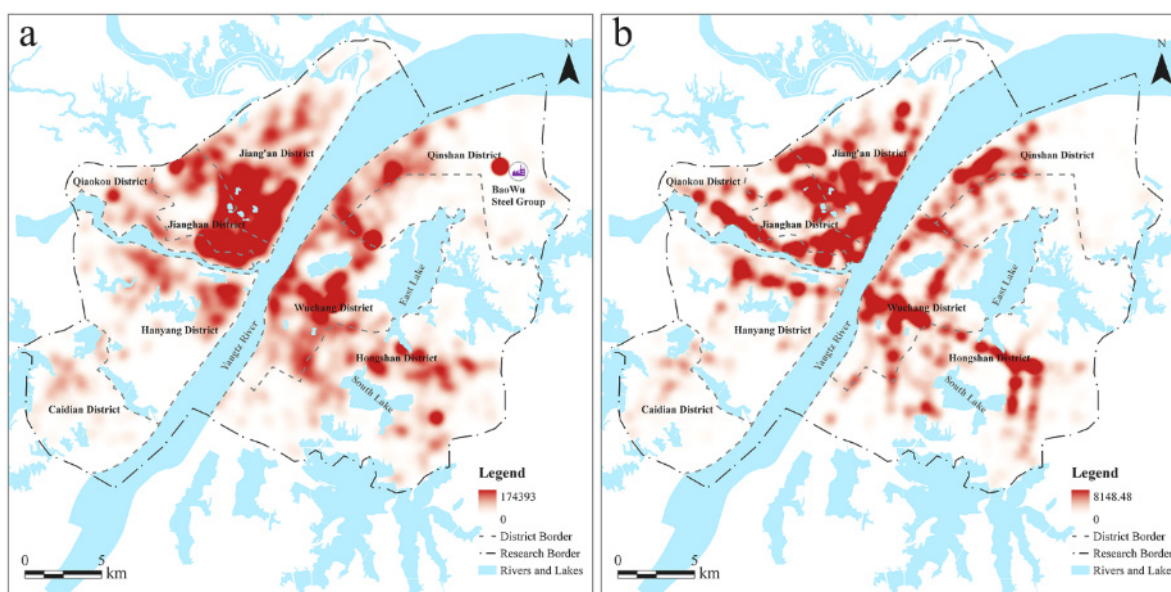 a
N
Jiang'an District
Qinshan District
Qiaokou District
BaoWu
Steel Group
Jianghan District
East Lake
Wuchang District
Hanyang District
Yangtz River
Hongshan District
South Lake
Caidian District
Legend
174393
0
District Border
Research Border
Rivers and Lakes
0 5
km
b
N
Jiang'an District
Qinshan District
Qiaokou District
Jianghan District
East Lake
Wuchang District
Hanyang District
Yangtz River
Hongshan District
South Lake
Caidian District
Legend
8148.48
0
District Border
Research Border
Rivers and Lakes
0 5
km